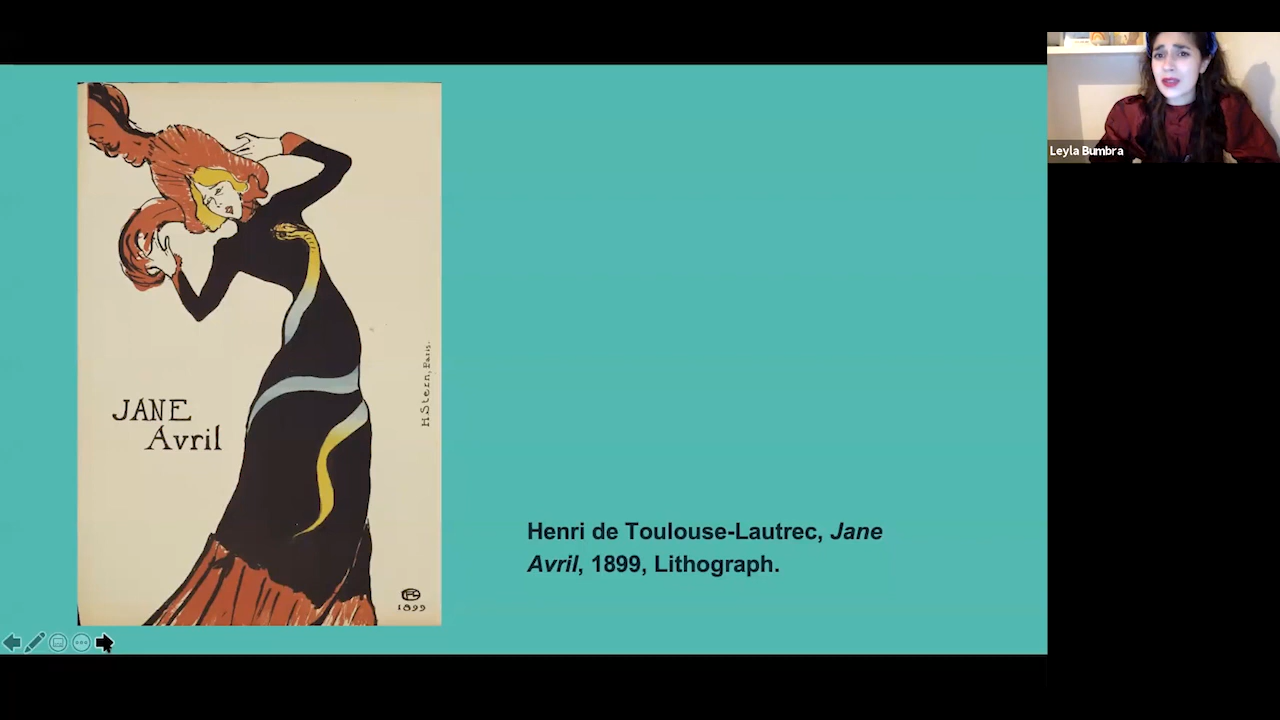 JANE
Avril
H.Stern, Paris.
1899
Henri de Toulouse-Lautrec, Jane
Avril, 1899, Lithograph.
Leyla Bumbra